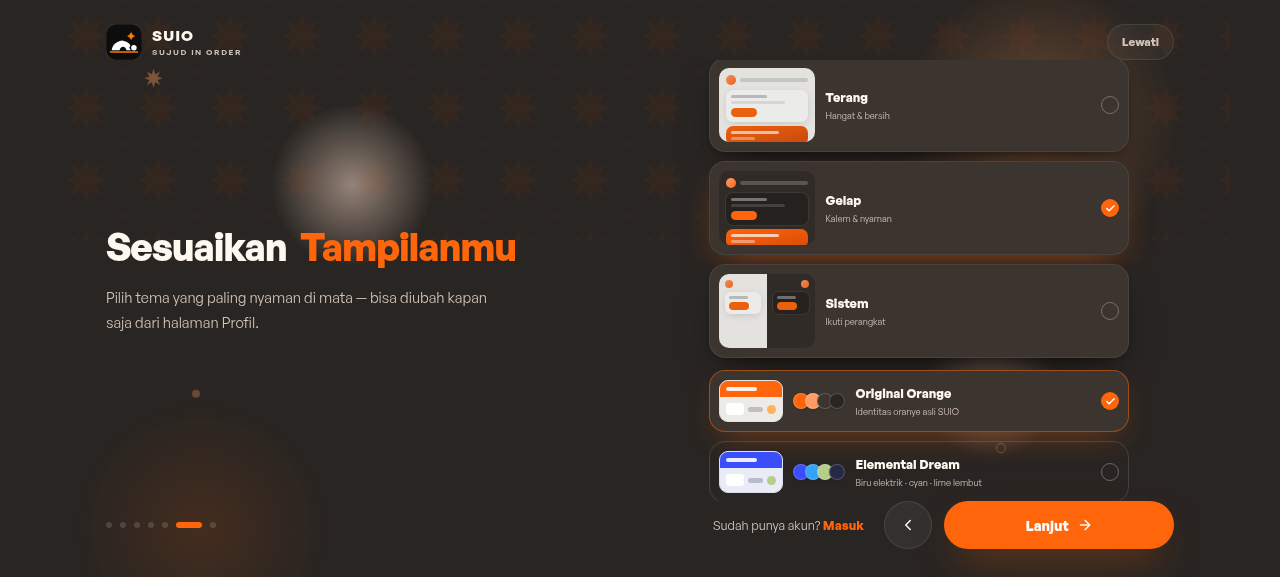 SUIO
SUJUD IN ORDER
Lewati
Sesuaikan Tampilanmu
Pilih tema yang paling nyaman di mata — bisa diubah kapan
saja dari halaman Profil.
Terang
Hangat & bersih
Gelap
Kalem & nyaman
Sistem
Ikuti perangkat
Original Orange
Identitas oranye asli SUIO
Elemental Dream
Biru elektrik · cyan · lime lembut
Sudah punya akun? Masuk
Lanjut